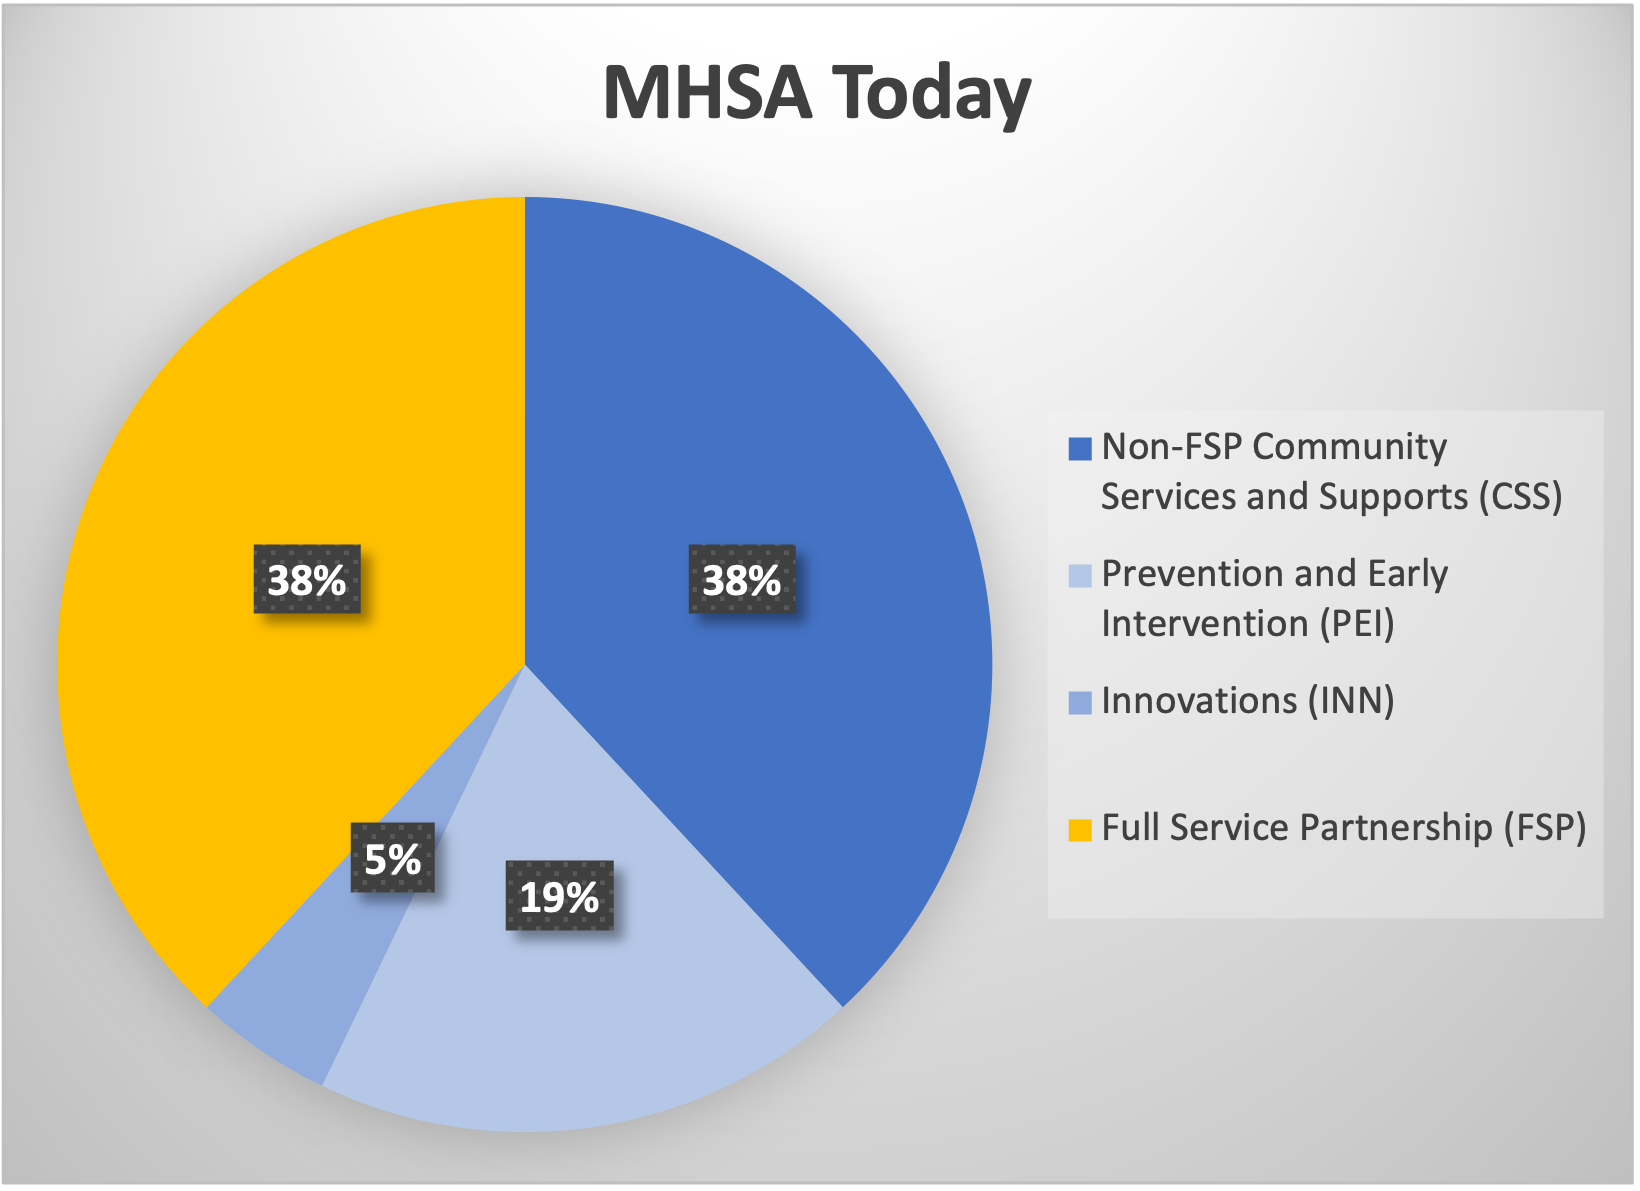 MHSA Today
38%
38%
5%
19%
Non-FSP Community
Services and Supports (CSS)
Prevention and Early
Intervention (PEI)
Innovations (INN)
Full Service Partnership (FSP)